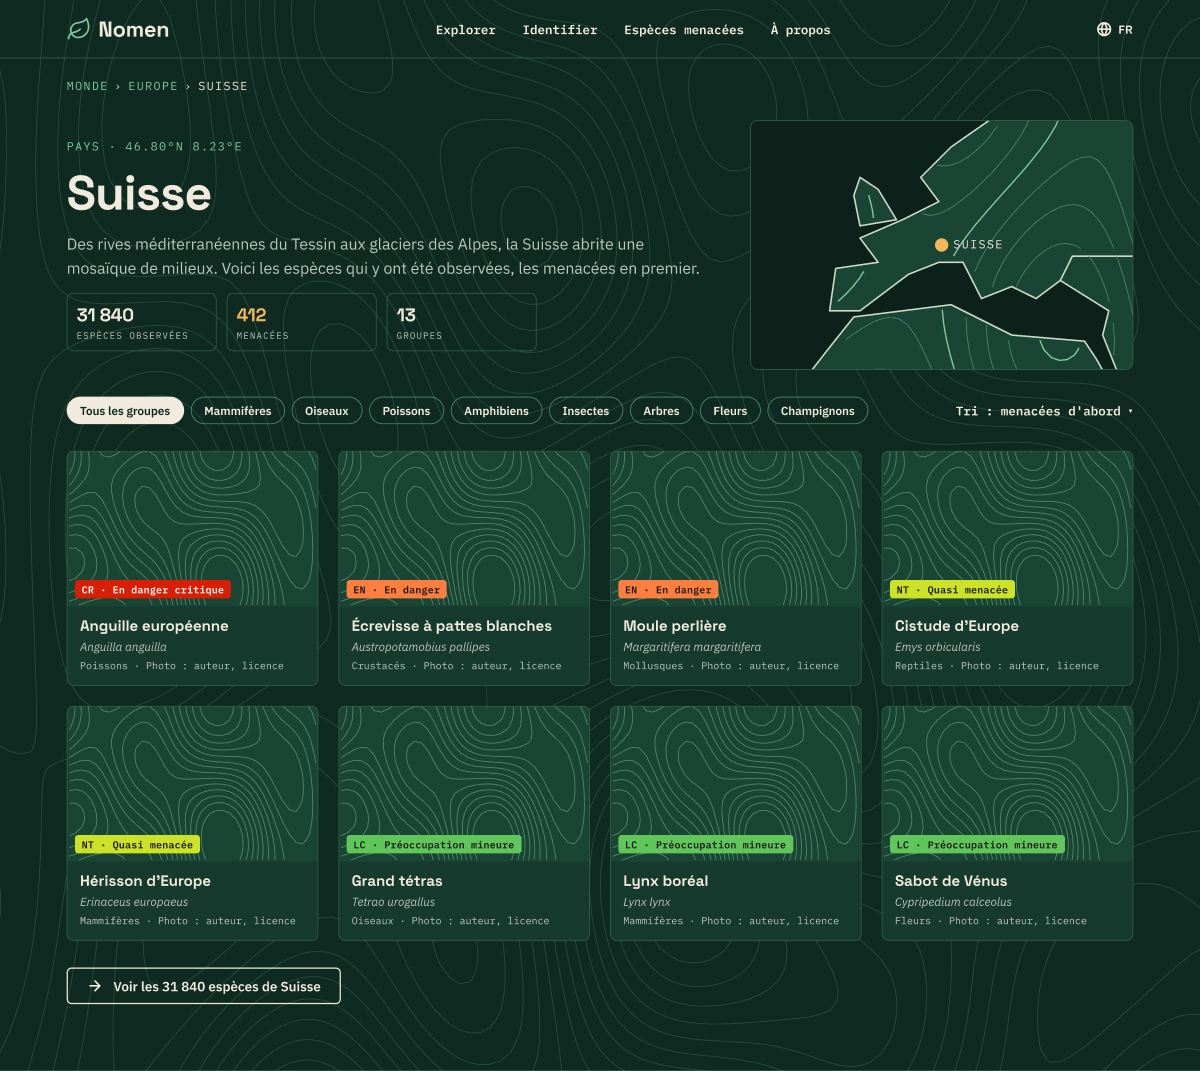 Nomen
Explorer Identifier Espèces menacées À propos
FR
MONDE › EUROPE › SUISSE
PAYS · 46.80°N 8.23°E
Suisse
Des rives méditerranéennes du Tessin aux glaciers des Alpes, la Suisse abrite une
mosaïque de milieux. Voici les espèces qui y ont été observées, les menacées en premier.
31 840
ESPÈCES OBSERVÉES
412
MENACÉES
13
GROUPES
SUISSE
Tous les groupes Mammifères Oiseaux Poissons Amphibiens Insectes Arbres Fleurs Champignons
Tri : menacées d'abord ▾
CR · En danger critique
Anguille européenne
Anguilla anguilla
Poissons · Photo : auteur, licence
EN · En danger
Écrevisse à pattes blanches
Austropotamobius pallipes
Crustacés · Photo : auteur, licence
EN · En danger
Moule perlière
Margaritifera margaritifera
Mollusques · Photo : auteur, licence
NT · Quasi menacée
Cistude d’Europe
Emys orbicularis
Reptiles · Photo : auteur, licence
NT · Quasi menacée
Hérisson d’Europe
Erinaceus europaeus
Mammifères · Photo : auteur, licence
LC · Préoccupation mineure
Grand tétras
Tetrao urogallus
Oiseaux · Photo : auteur, licence
LC · Préoccupation mineure
Lynx boréal
Lynx lynx
Mammifères · Photo : auteur, licence
LC · Préoccupation mineure
Sabot de Vénus
Cypripedium calceolus
Fleurs · Photo : auteur, licence
Voir les 31 840 espèces de Suisse